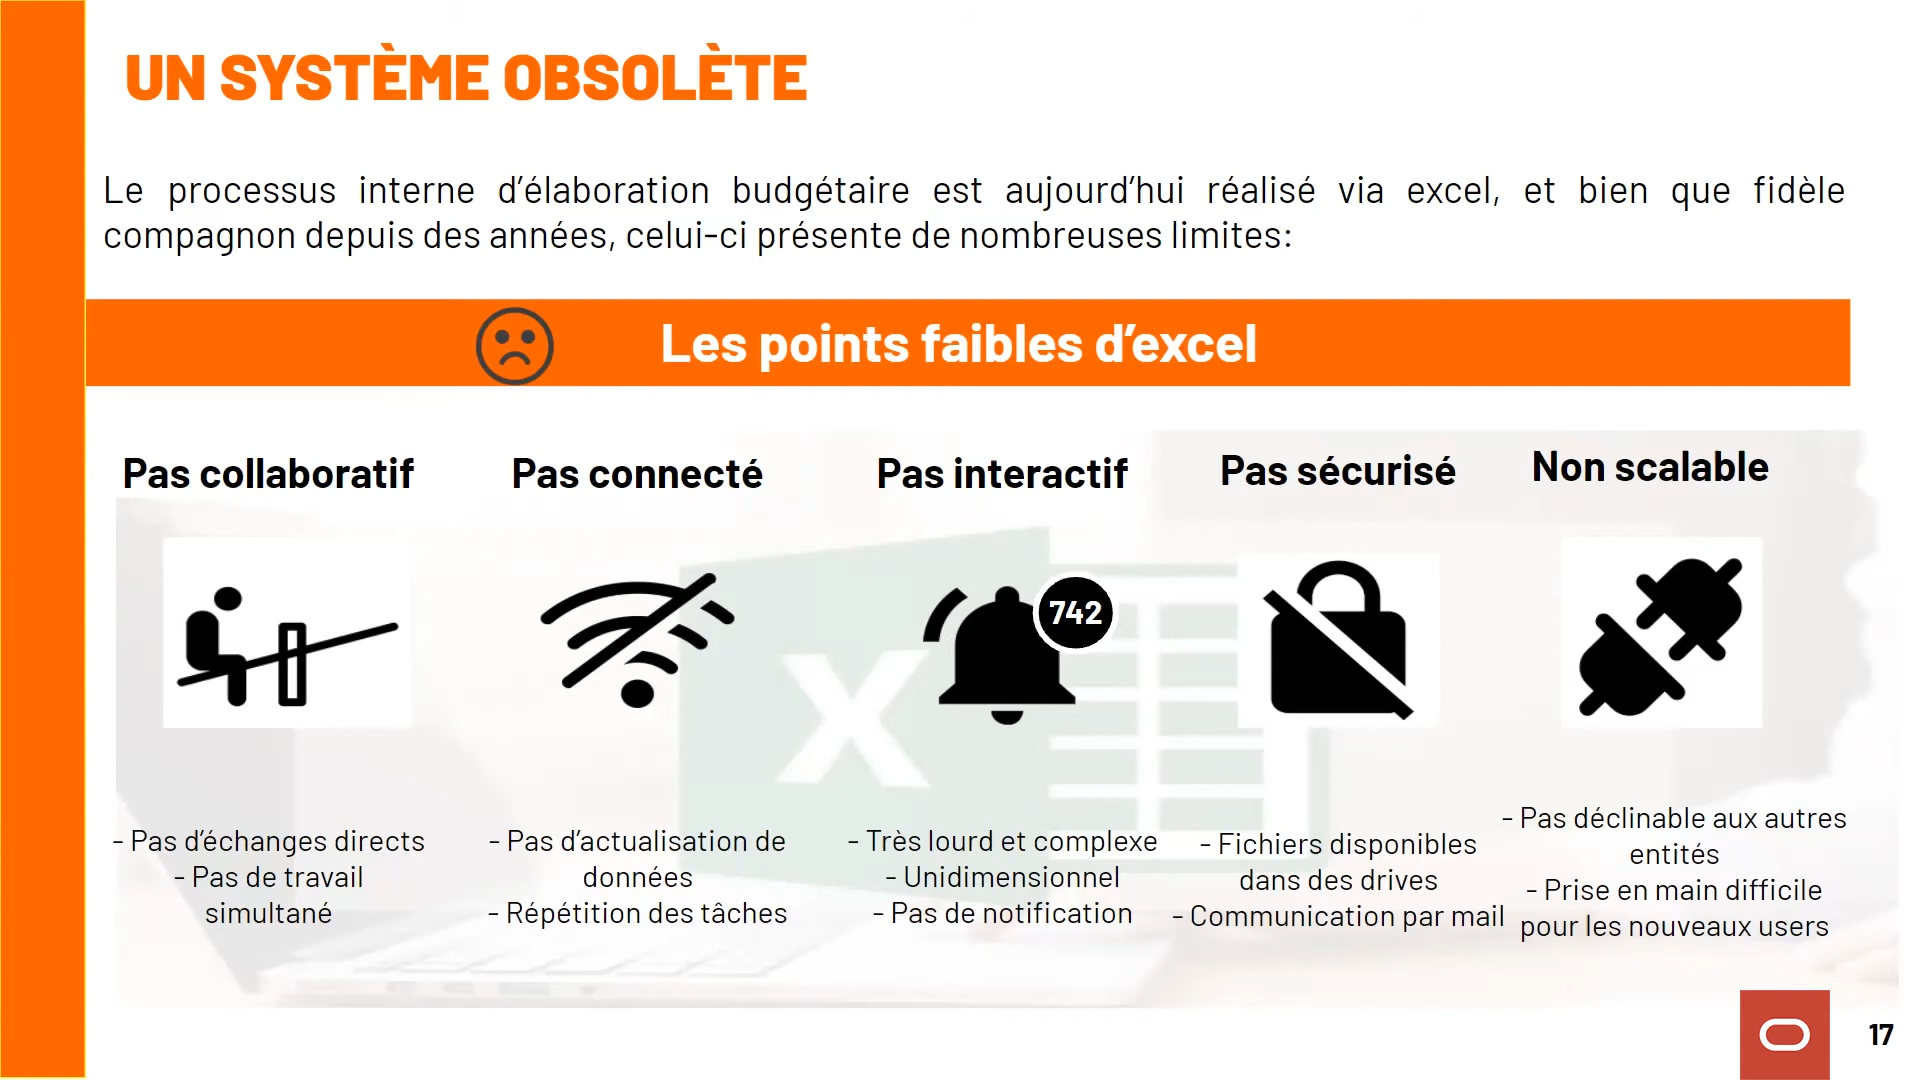 UN SYSTÈME OBSOLÈTE
Le processus interne d’élaboration budgétaire est aujourd’hui réalisé via excel, et bien que fidèle
compagnon depuis des années, celui-ci présente de nombreuses limites:
Les points faibles d’excel
Pas collaboratif
- Pas d’échanges directs
- Pas de travail
simultané
Pas connecté
- Pas d’actualisation de
données
- Répétition des tâches
Pas interactif
742
- Très lourd et complexe
- Unidimensionnel
- Pas de notification
Pas sécurisé
- Fichiers disponibles
dans des drives
- Communication par mail
Non scalable
- Pas déclinable aux autres
entités
- Prise en main difficile
pour les nouveaux users
X
17